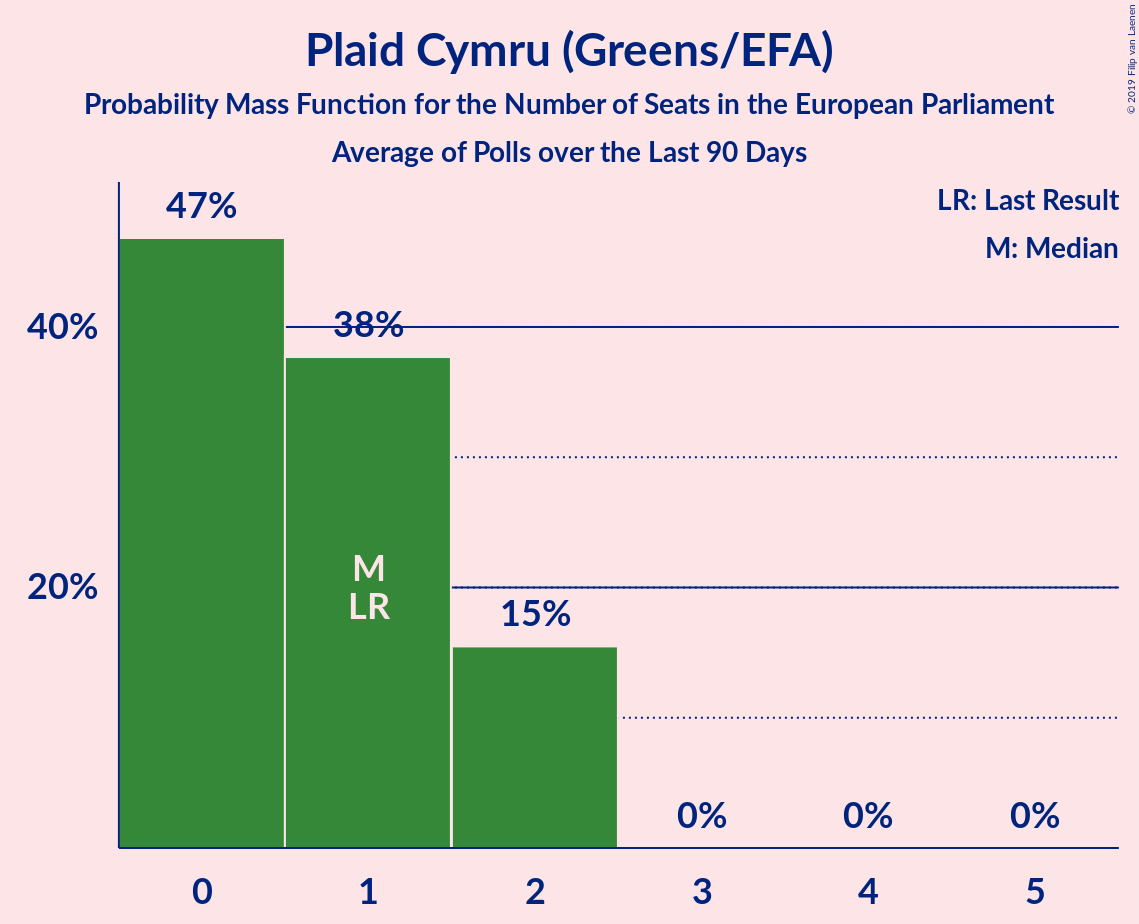 Plaid Cymru (Greens/EFA)
Probability Mass Function for the Number of Seats in the European Parliament
Average of Polls over the Last 90 Days
© 2019 Filip van Laenen
LR: Last Result
M: Median
47%
38%
15%
0%
0%
0%
40%
20%
M
LR
0
1
2
3
4
5